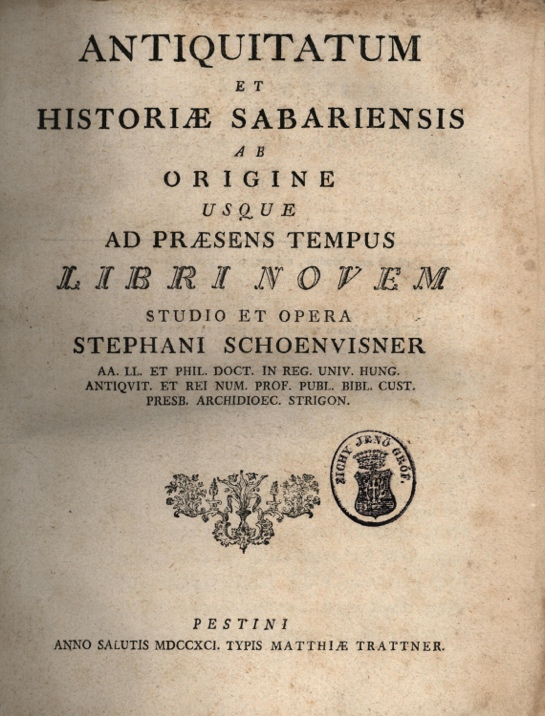 ANTIQUITATUM
ET
HISTORIÆ SABARIENSIS
AB
ORIGINE
USQUE
AD PRÆSENS TEMPUS
LIBRI NOVEM
STUDIO ET OPERA
STEPHANI SCHOENVISNER
AA. LL. ET PHIL. DOCT. IN REG. UNIV. HUNG.
ANTIQVIT. ET REI NUM. PROF. PUBL. BIBL. CUST.
PRESB. ARCHIDIOEC. STRIGON.
ZICHY JENŐ GRÓF.
PESTINI
ANNO SALUTIS MDCCXCI. TYPIS MATTHIÆ TRATTNER.